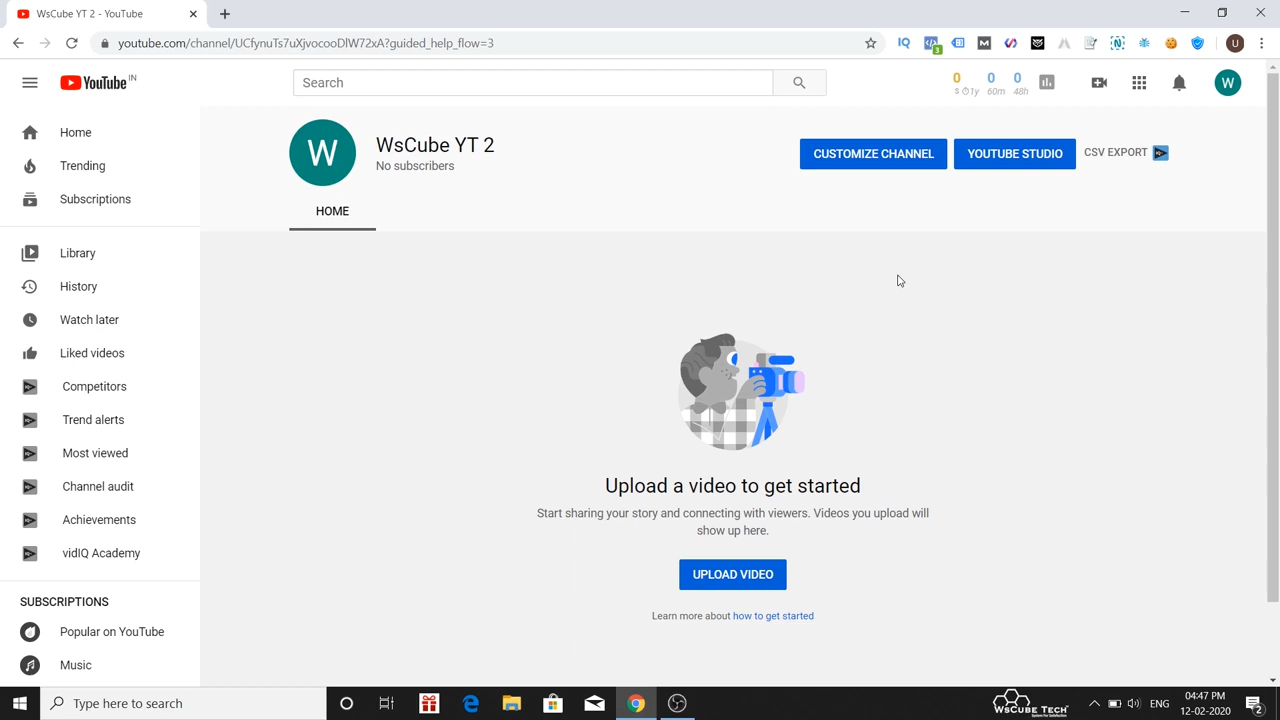 WsCube YT 2 - YouTube
youtube.com/channel/UCfynuTs7uXjvocooDlW72xA?guided_help_flow=3
IQ
3
M
N
U
YouTube IN
Search
0 0 0
$ 1y 60m 48h
W
Home
Trending
Subscriptions
Library
History
Watch later
Liked videos
Competitors
Trend alerts
Most viewed
Channel audit
Achievements
vidIQ Academy
SUBSCRIPTIONS
Popular on YouTube
Music
W
WsCube YT 2
No subscribers
CUSTOMIZE CHANNEL
YOUTUBE STUDIO
CSV EXPORT
HOME
Upload a video to get started
Start sharing your story and connecting with viewers. Videos you upload will
show up here.
UPLOAD VIDEO
Learn more about how to get started
Type here to search
WsCube Tech
ENG
04:47 PM
12-02-2020
2